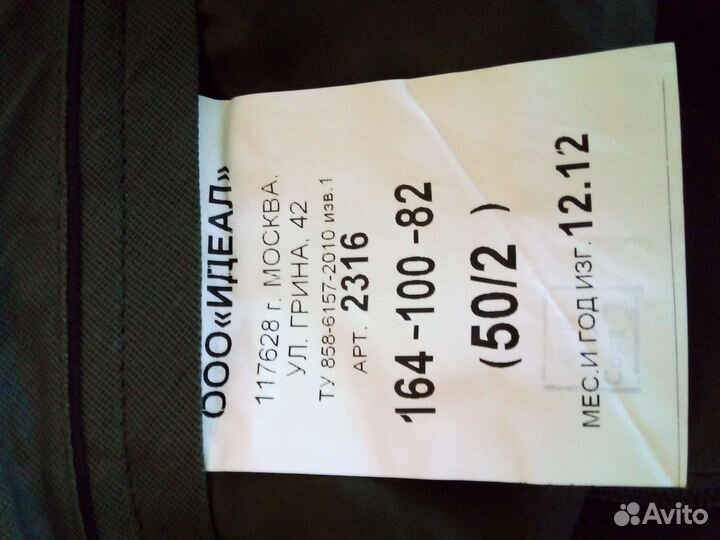 ООО«ИДЕАЛ»
117628 г. МОСКВА,
УЛ. ГРИНА, 42
ТУ 858-6157-2010 изв.1
АРТ. 2316
164-100-82
(50/2 )
МЕС.И ГОД ИЗГ. 12.12
Avito